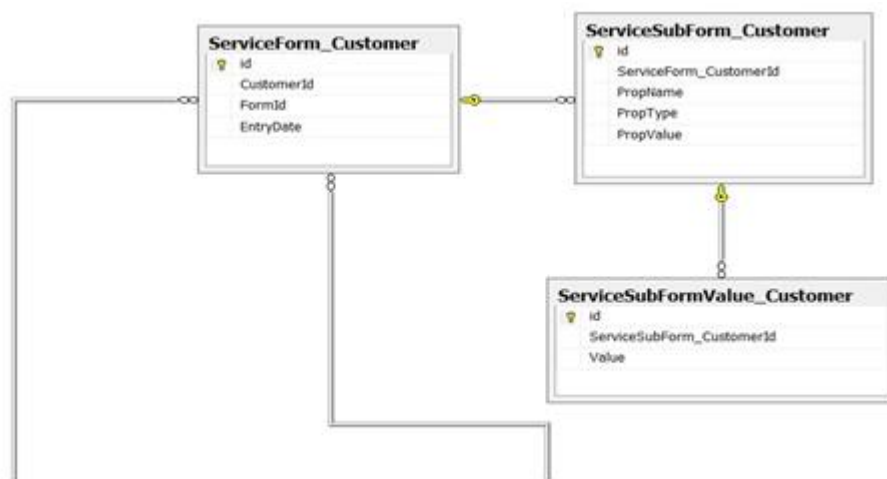 ServiceForm_Customer
id
CustomerId
FormId
EntryDate
ServiceSubForm_Customer
id
ServiceForm_CustomerId
PropName
PropType
PropValue
ServiceSubFormValue_Customer
id
ServiceSubForm_CustomerId
Value